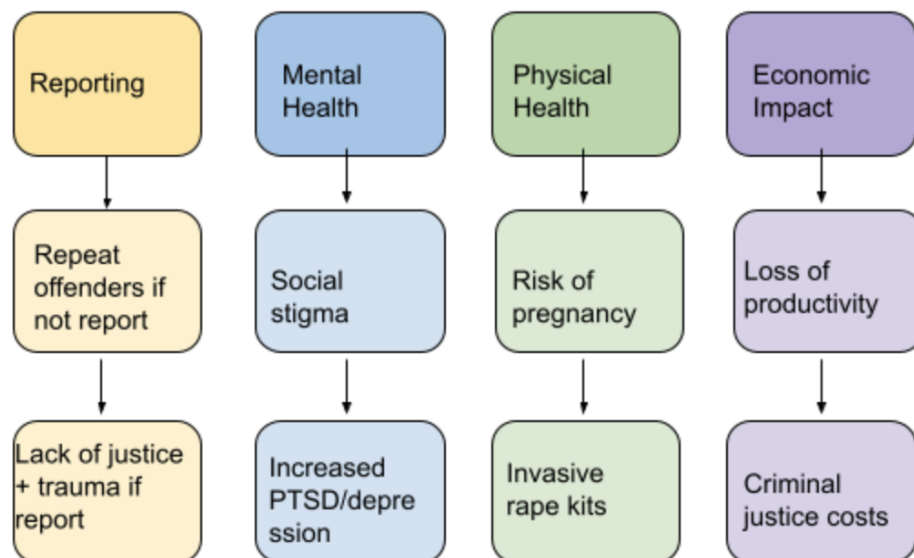 Reporting
Mental
Health
Physical
Health
Economic
Impact
Repeat
offenders if
not report
Social
stigma
Risk of
pregnancy
Loss of
productivity
Lack of justice
+ trauma if
report
Increased
PTSD/depre
ssion
Invasive
rape kits
Criminal
justice costs